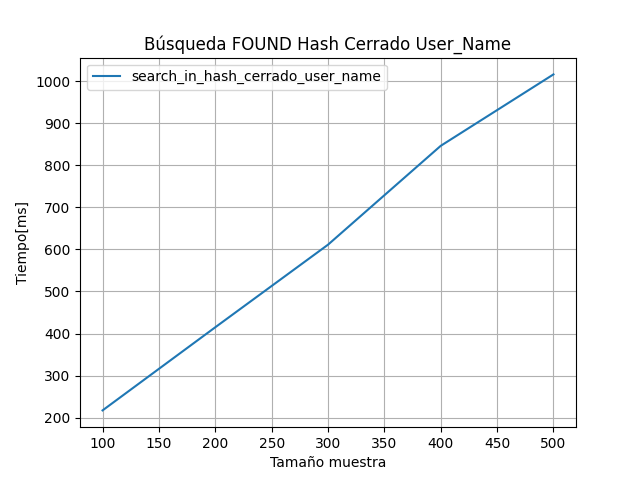 Búsqueda FOUND Hash Cerrado User_Name
search_in_hash_cerrado_user_name
1000
900
800
700
600
500
400
300
200
Tiempo[ms]
100 150 200 250 300 350 400 450 500
Tamaño muestra